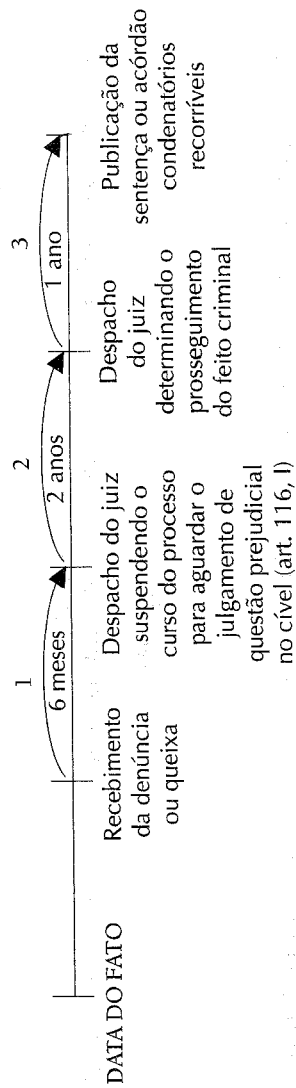 1
2
3
6 meses
2 anos
1 ano
DATA DO FATO
Recebimento
da denúncia
ou queixa
Despacho do juiz
suspendendo o
curso do processo
para aguardar o
julgamento de
questão prejudicial
no cível (art. 116, I)
Despacho
do juiz
determinando o
prosseguimento
do feito criminal
Publicação da
sentença ou acórdão
condenatórios
recorríveis